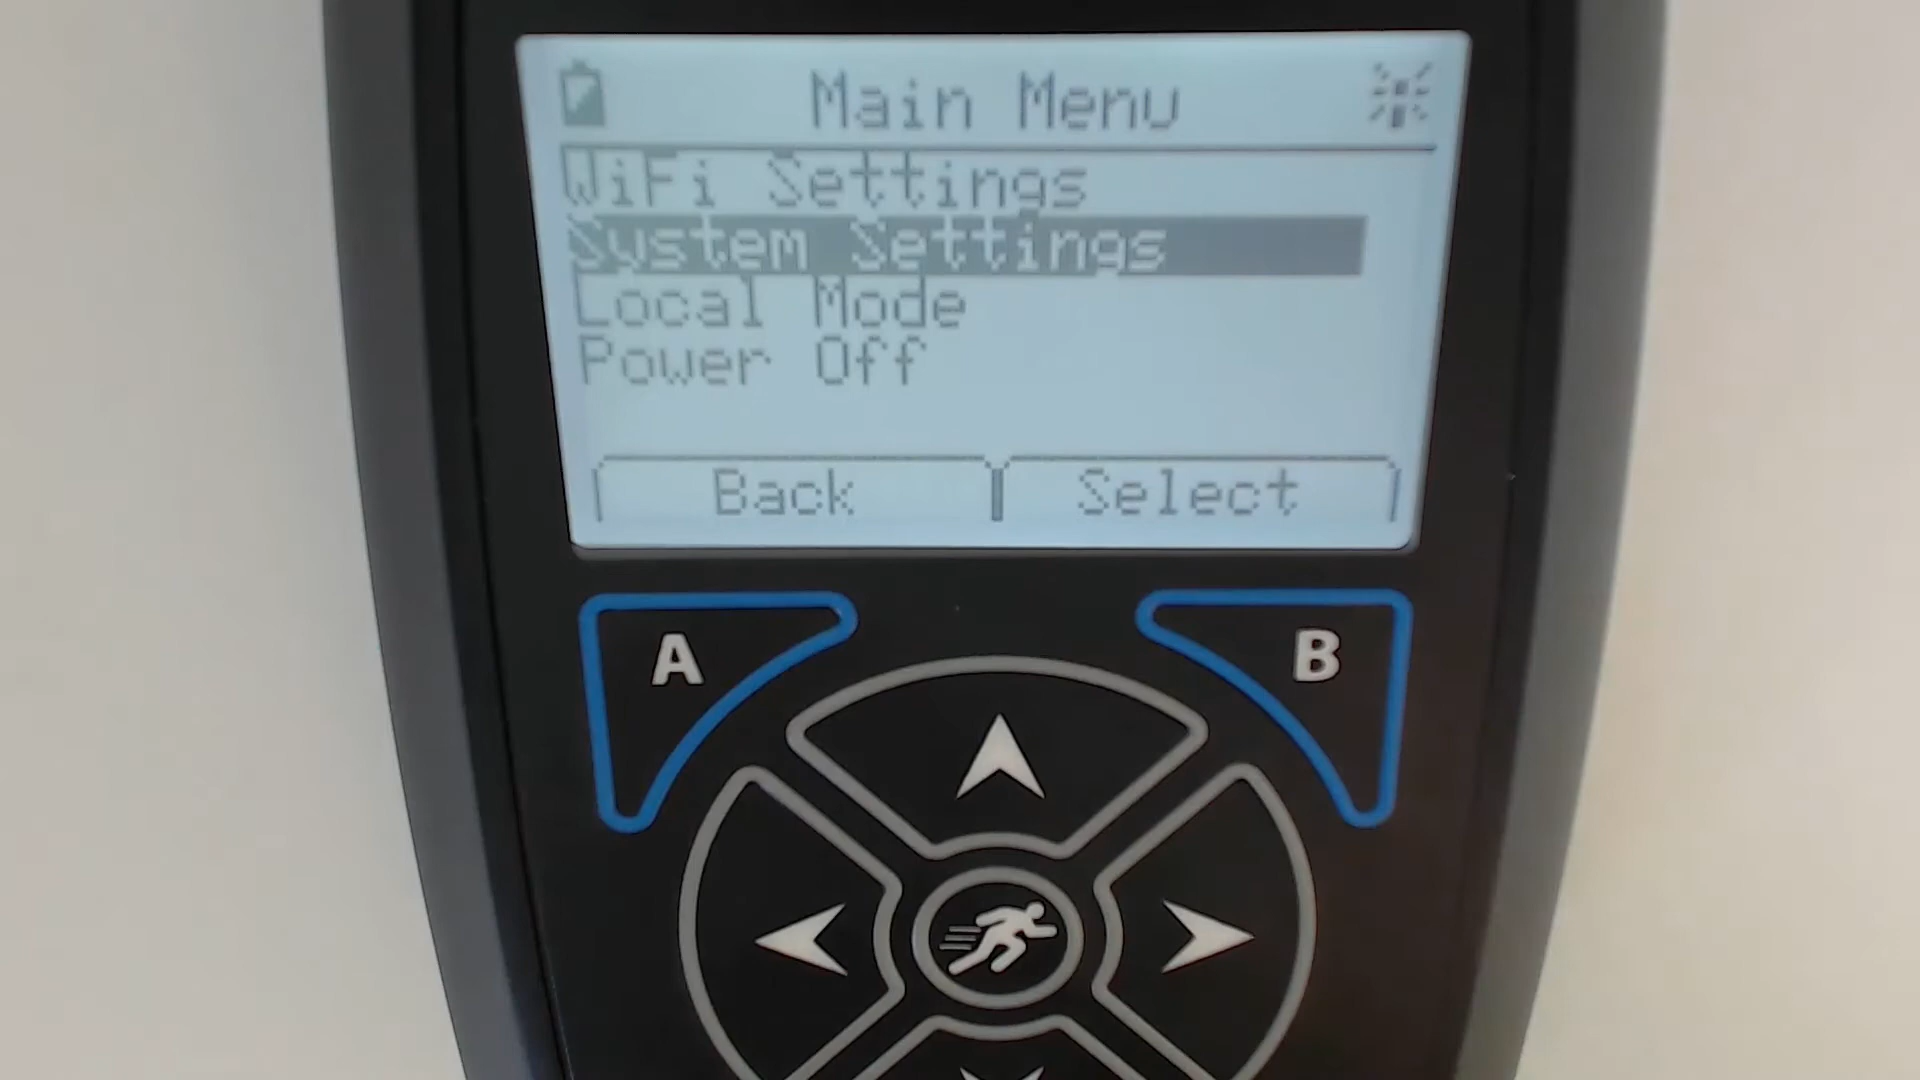 Main Menu
WiFi Settings
System Settings
Local Mode
Power Off
Back Select
A B